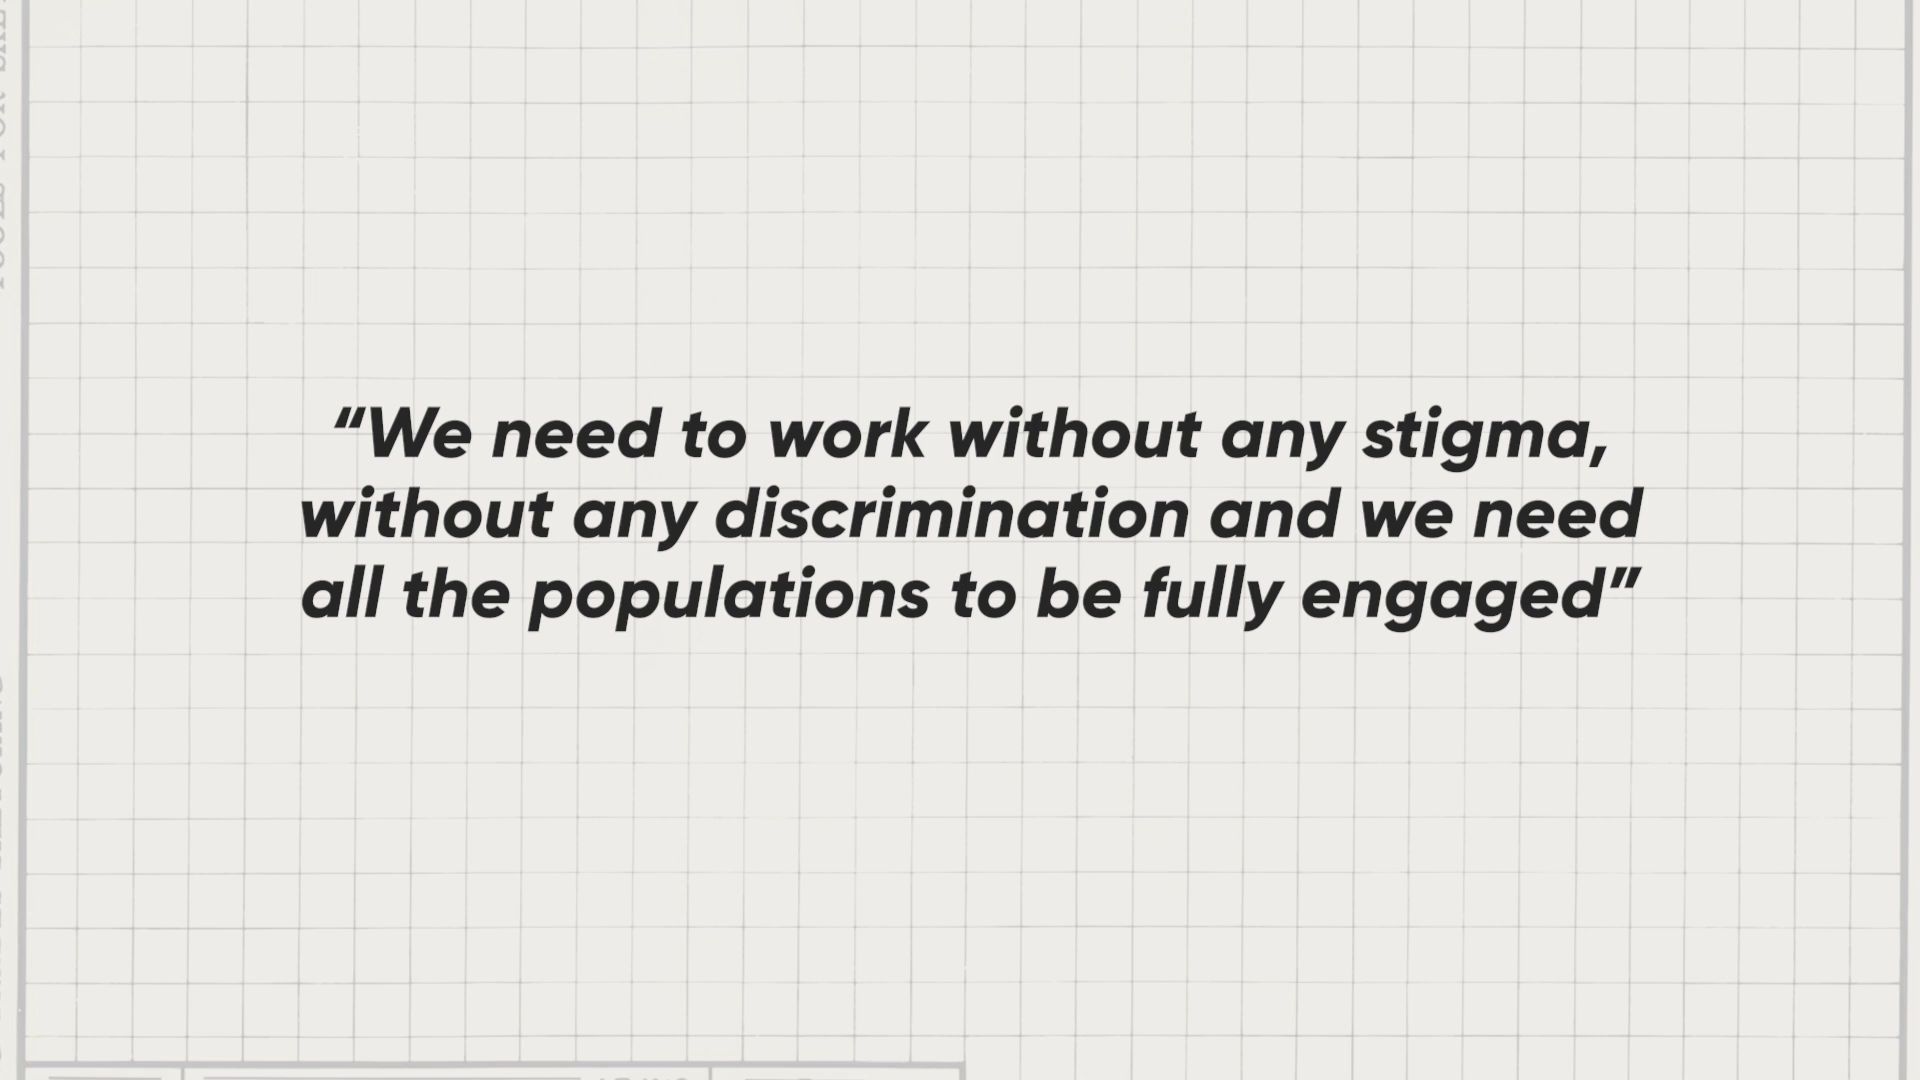 “We need to work without any stigma,
without any discrimination and we need
all the populations to be fully engaged”